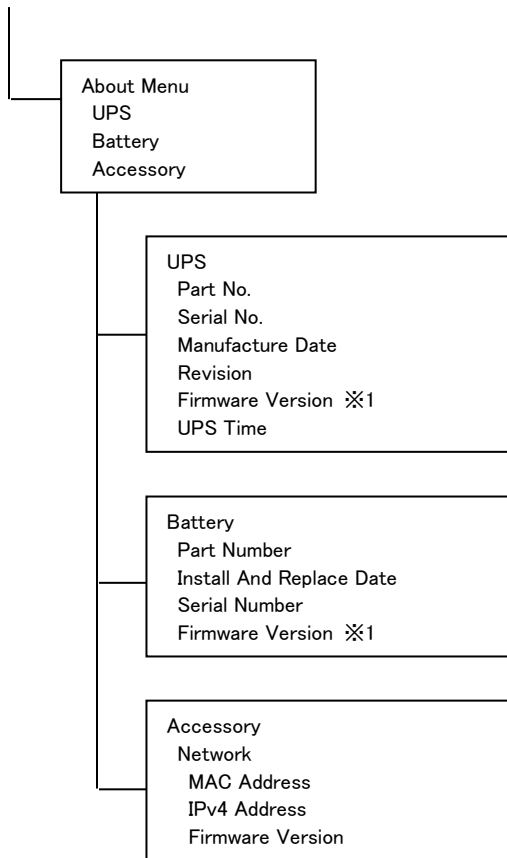 About Menu
UPS
Battery
Accessory
UPS
Part No.
Serial No.
Manufacture Date
Revision
Firmware Version ※1
UPS Time
Battery
Part Number
Install And Replace Date
Serial Number
Firmware Version ※1
Accessory
Network
MAC Address
IPv4 Address
Firmware Version